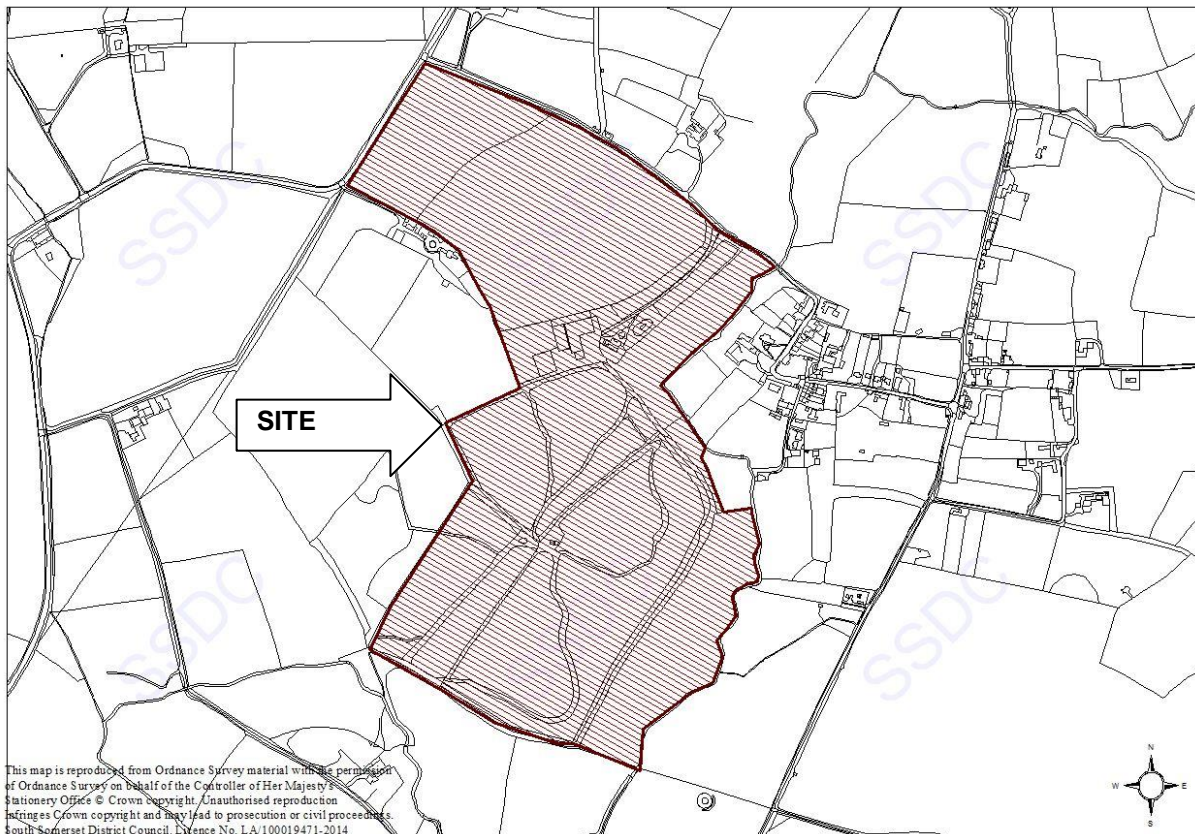 SSDC
SSDC
SSDC
SITE
SSDC
SSDC
SSDC
N
W E
S
This map is reproduced from Ordnance Survey material with the permission
of Ordnance Survey on behalf of the Controller of Her Majesty's
Stationery Office © Crown copyright. Unauthorised reproduction
infringes Crown copyright and may lead to prosecution or civil proceedings.
South Somerset District Council. Licence No. LA/100019471-2014